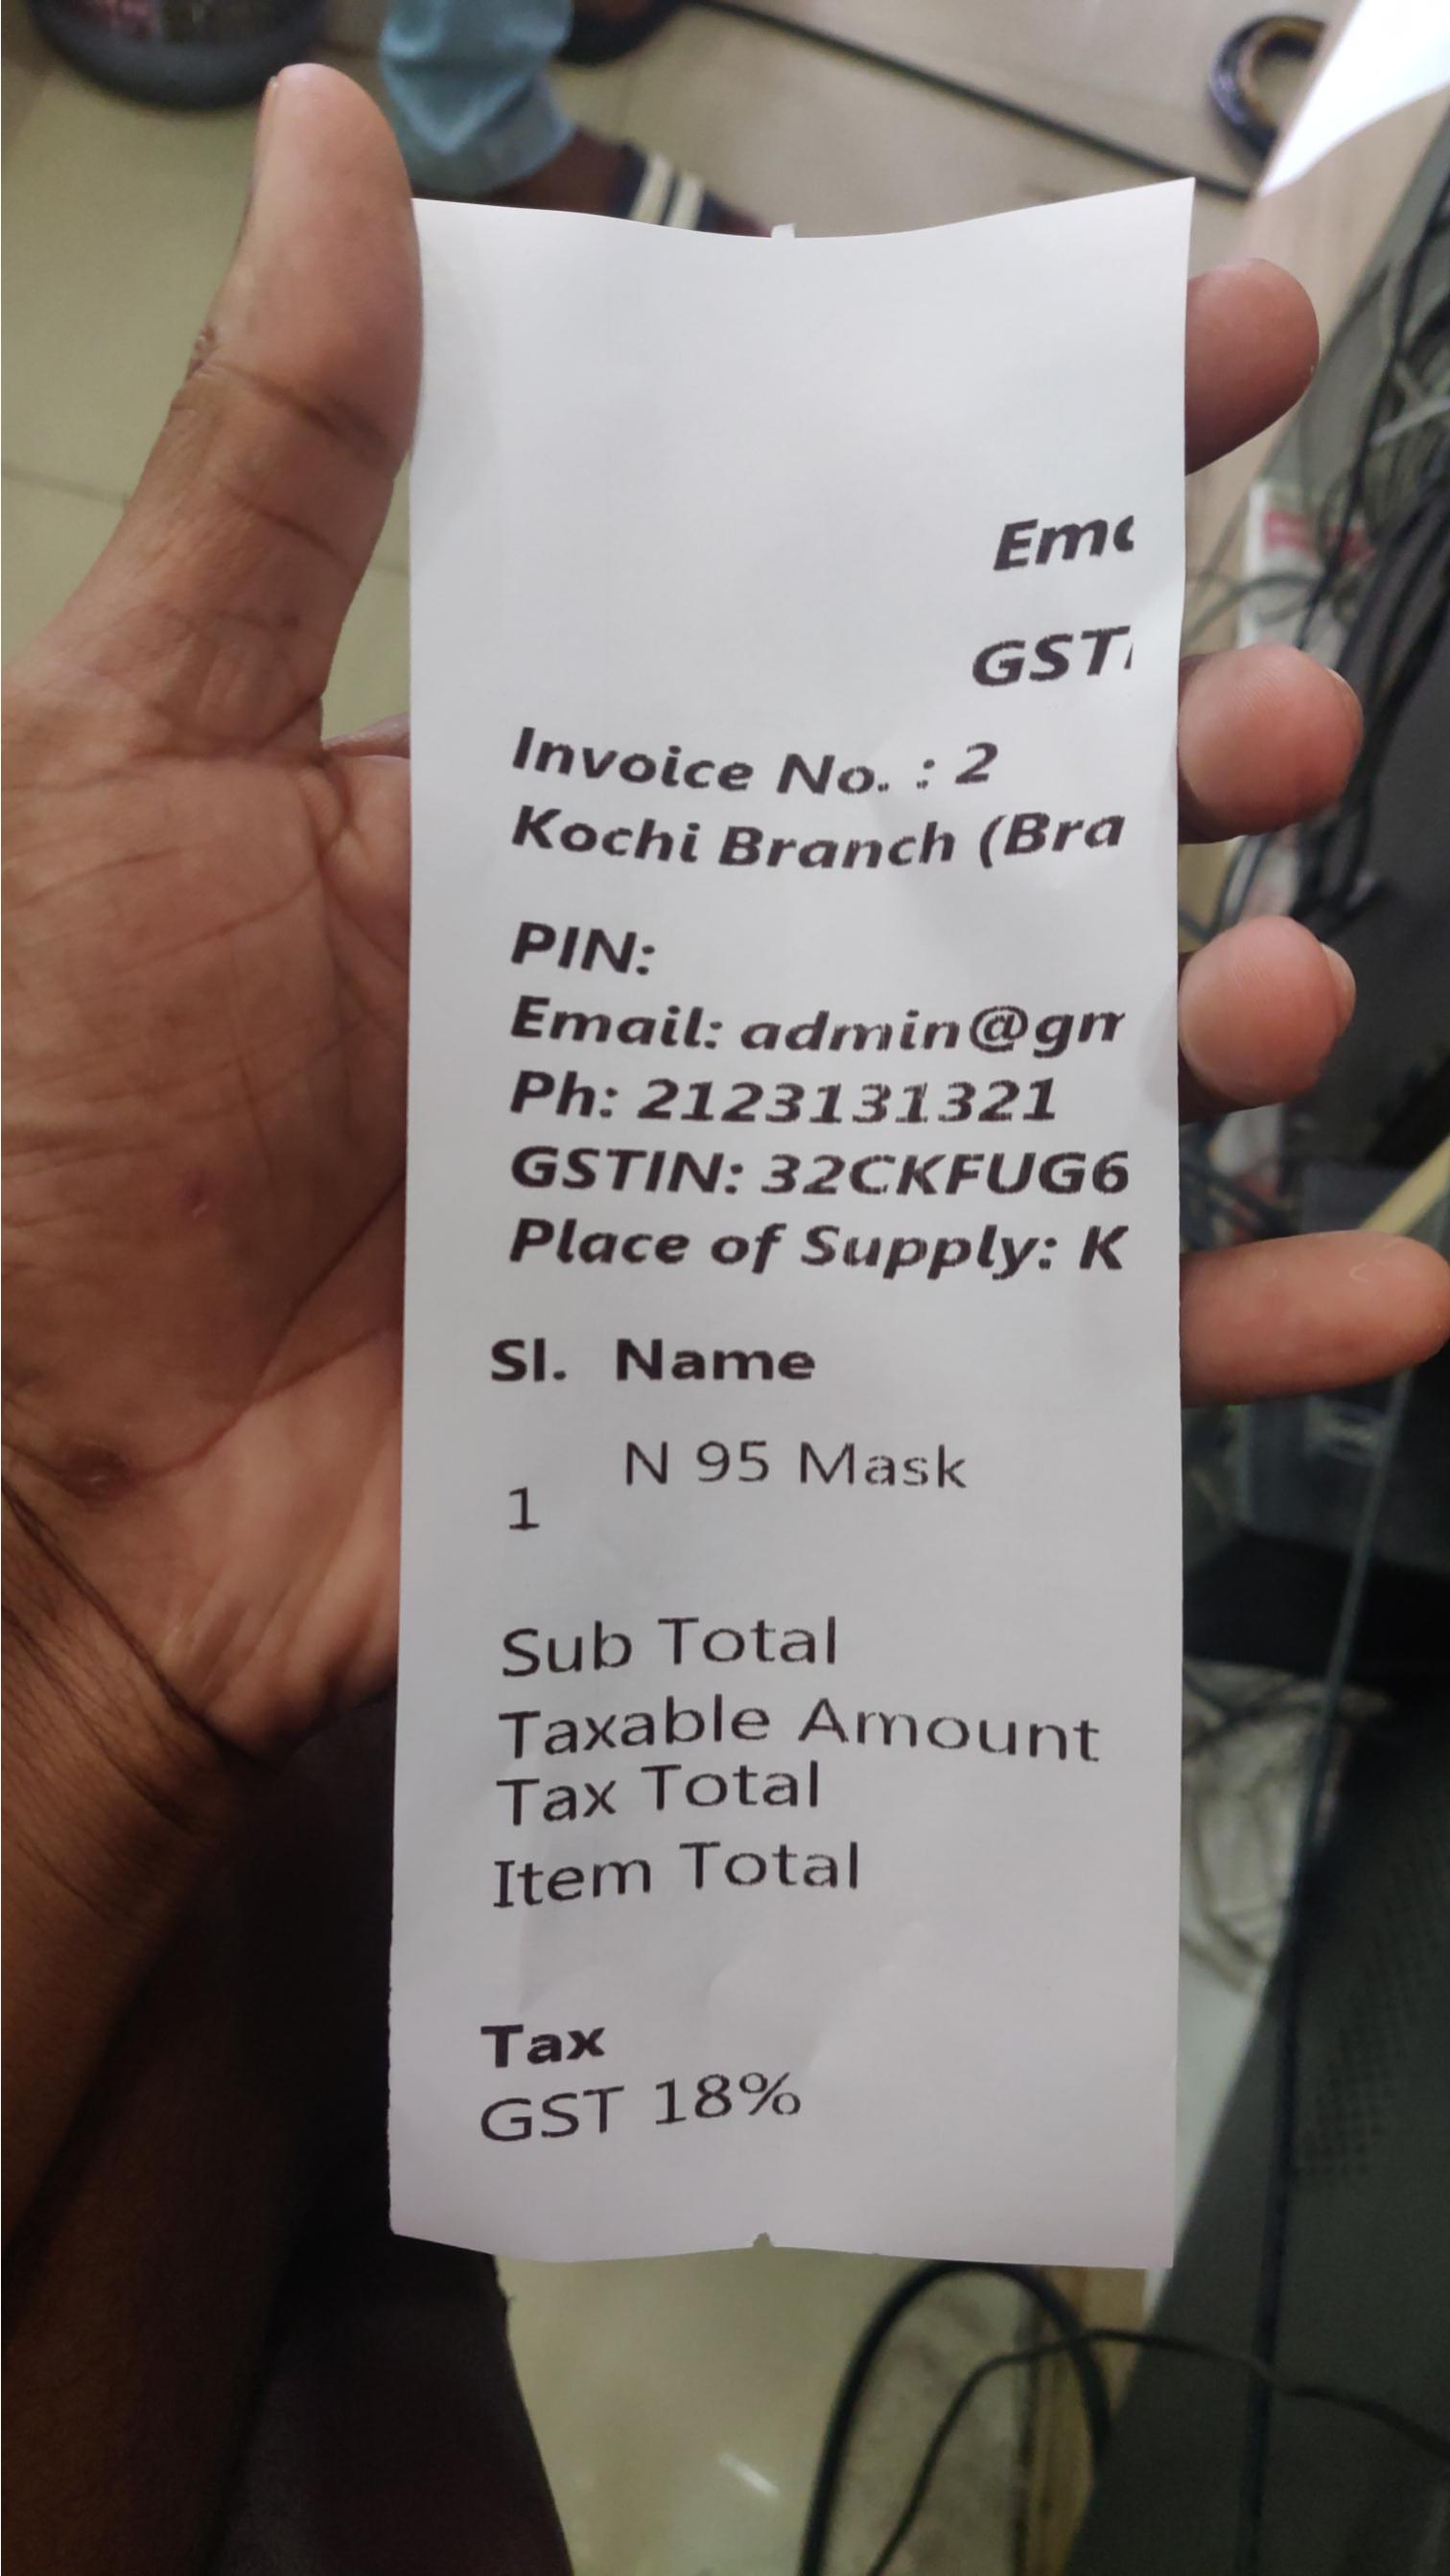 Ema
GST
Invoice No. : 2
Kochi Branch (Bra
PIN:
Email: admin@gm
Ph: 2123131321
GSTIN: 32CKFUG6
Place of Supply: K
Sl. Name
N 95 Mask
1
Sub Total
Taxable Amount
Tax Total
Item Total
Tax
GST 18%